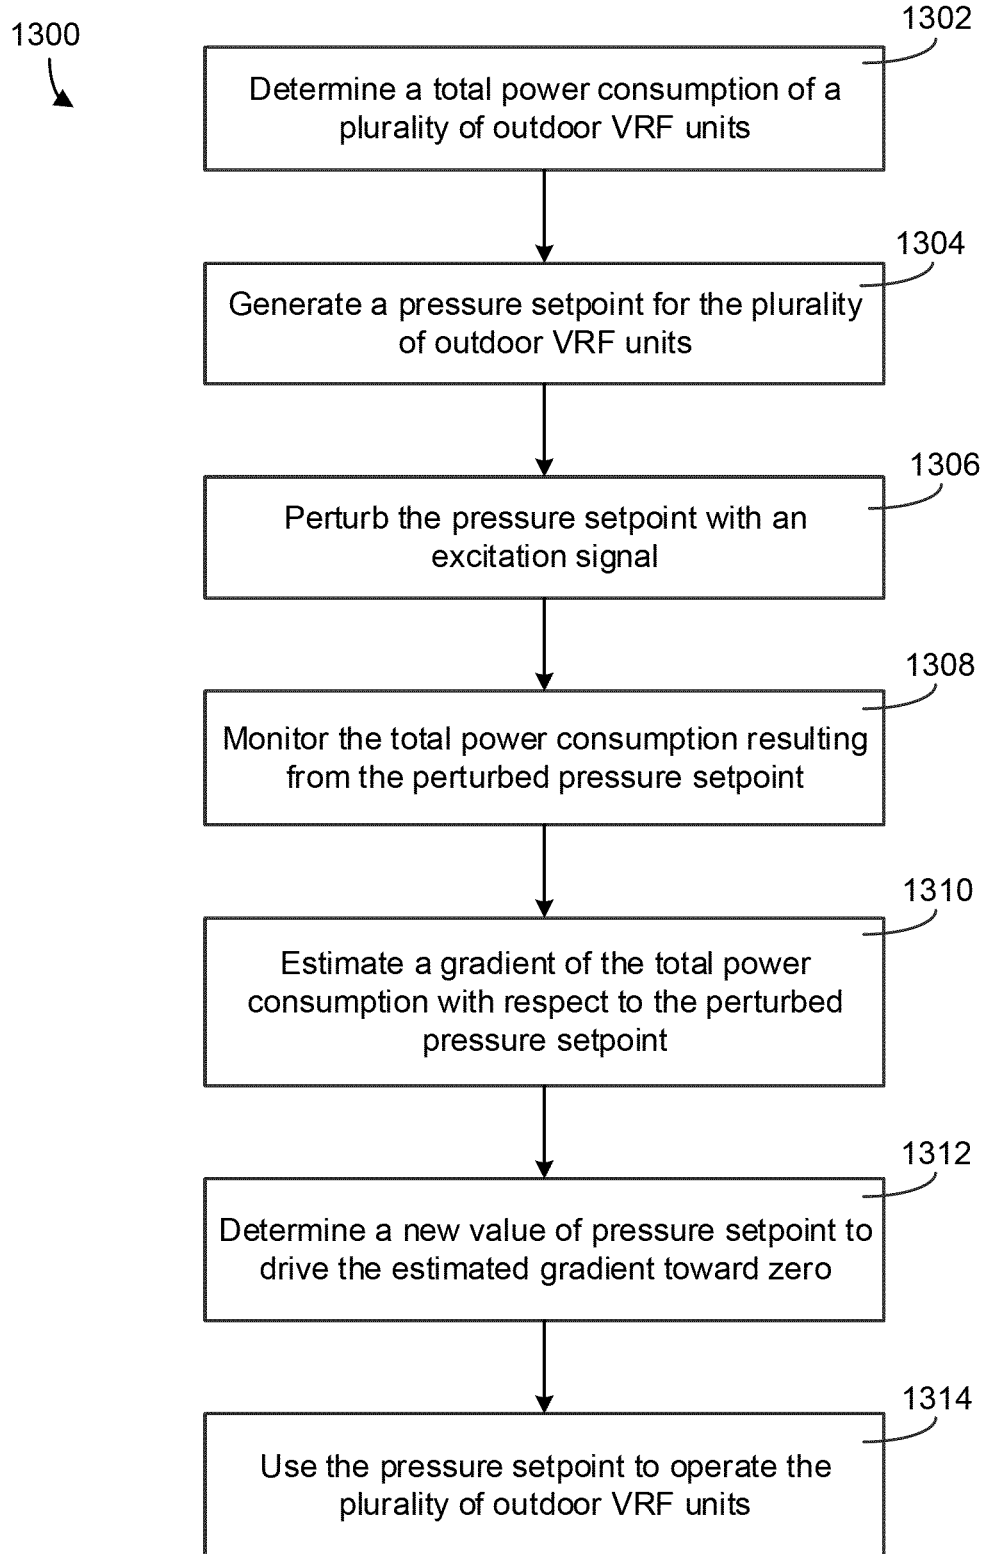 1300
1302
Determine a total power consumption of a
plurality of outdoor VRF units
1304
Generate a pressure setpoint for the plurality
of outdoor VRF units
1306
Perturb the pressure setpoint with an
excitation signal
1308
Monitor the total power consumption resulting
from the perturbed pressure setpoint
1310
Estimate a gradient of the total power
consumption with respect to the perturbed
pressure setpoint
1312
Determine a new value of pressure setpoint to
drive the estimated gradient toward zero
1314
Use the pressure setpoint to operate the
plurality of outdoor VRF units